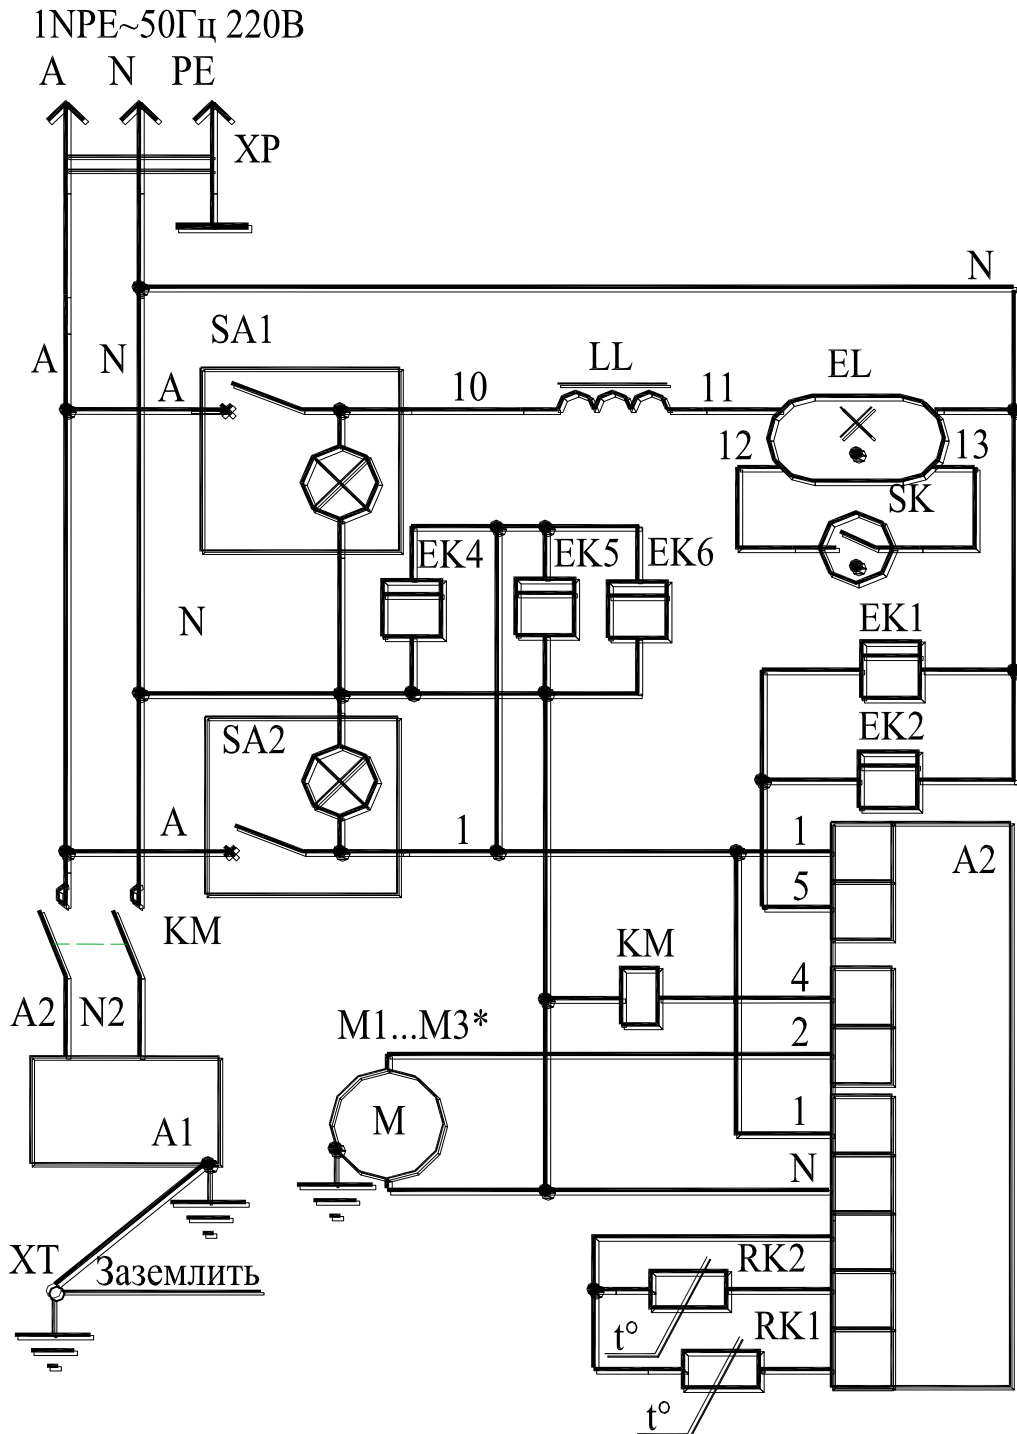 1NPE~50Гц 220В
A N PE
XP
N
SA1
LL
EL
A N A 10 11
12 13
SK
EK4 EK5 EK6
N
EK1
EK2
SA2
A 1 1
A2
5
KM
KM
4
A2 N2
M1...M3*
2
A1
M
1
N
XT
Заземлить
RK2
t°
RK1
t°